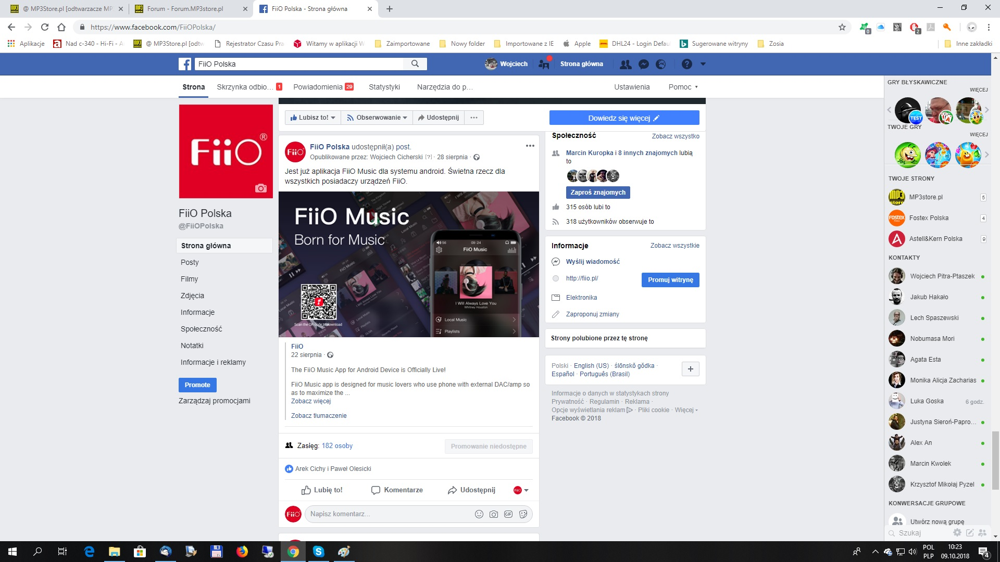 @ MP3Store.pl [odtwarzacze MP
Forum - Forum.MP3store.pl
FiiO Polska - Strona główna
https://www.facebook.com/FiiOPolska/
0
2
Aplikacje
Nad c-340 - Hi-Fi - A
@ MP3Store.pl [odtw
Rejestrator Czasu Pra
Witamy w aplikacji W
Zaimportowane
Nowy folder
Importowane z IE
Apple
DHL24 - Login Defau
Sugerowane witryny
Zosia
Inne zakładki
FiiO Polska
Wojciech
Strona główna
Strona
Skrzynka odbio... 1
Powiadomienia 29
Statystyki
Narzędzia do p...
Ustawienia
Pomoc
FiiO®
FiiO Polska
@FiiOPolska
Strona główna
Posty
Filmy
Zdjęcia
Informacje
Społeczność
Notatki
Informacje i reklamy
Promote
Zarządzaj promocjami
Lubisz to!
Obserwowanie
Udostępnij
Dowiedz się więcej
FiiO
FiiO Polska udostępnił(a) post.
Opublikowane przez: Wojciech Cicherski [?] · 28 sierpnia ·
Jest już aplikacja FiiO Music dla systemu android. Świetna rzecz dla
wszystkich posiadaczy urządzeń FiiO.
FiiO Music
Born for Music
Scan the QR code to download
56
09:24
FiiO Music
I Will Always Love You
Whitney Houston
Local Music
Playlists
FiiO
22 sierpnia ·
The FiiO Music App for Android Device is Officially Live!
FiiO Music app is designed for music lovers who use phone with external DAC/amp so
as to maximize the ...
Zobacz więcej
Zobacz tłumaczenie
Zasięg: 182 osoby
Promowanie niedostępne
Arek Cichy i Paweł Olesicki
Lubię to!
Komentarze
Udostępnij
FiiO
FiiO
Napisz komentarz...
GIF
Społeczność
Zobacz wszystko
Marcin Kuropka i 8 innych znajomych lubią
to
Zaproś znajomych
315 osób lubi to
318 użytkowników obserwuje to
Informacje
Zobacz wszystkie
Wyślij wiadomość
http://fiio.pl/
Promuj witrynę
Elektronika
Zaproponuj zmiany
Strony polubione przez tę stronę
Polski · English (US) · ślōnskŏ gŏdka ·
Español · Português (Brasil)
Informacje o danych w statystykach strony
Prywatność · Regulamin · Reklama ·
Opcje wyświetlania reklam · Pliki cookie · Więcej
Facebook © 2018
GRY BŁYSKAWICZNE
WIĘCEJ
TEST
TWOJE GRY
WIĘCEJ
TWOJE STRONY
MP3store
MP3store.pl 5
FOSTEX
Fostex Polska 4
Astell&Kern Polska 9
KONTAKTY
Wojciech Pitra-Ptaszek
Jakub Hakało
Lech Spaszewski
Nobumasa Mori
Agata Esta
Monika Alicja Zacharias
Luka Goska 6 godz.
Justyna Sieroń-Papro...
Alex An
Marcin Kwolek
Krzysztof Mikołaj Pyzel
KONWERSACJE GRUPOWE
Utwórz nową grupę
Szukaj
POL
PLP
10:23
09.10.2018
4